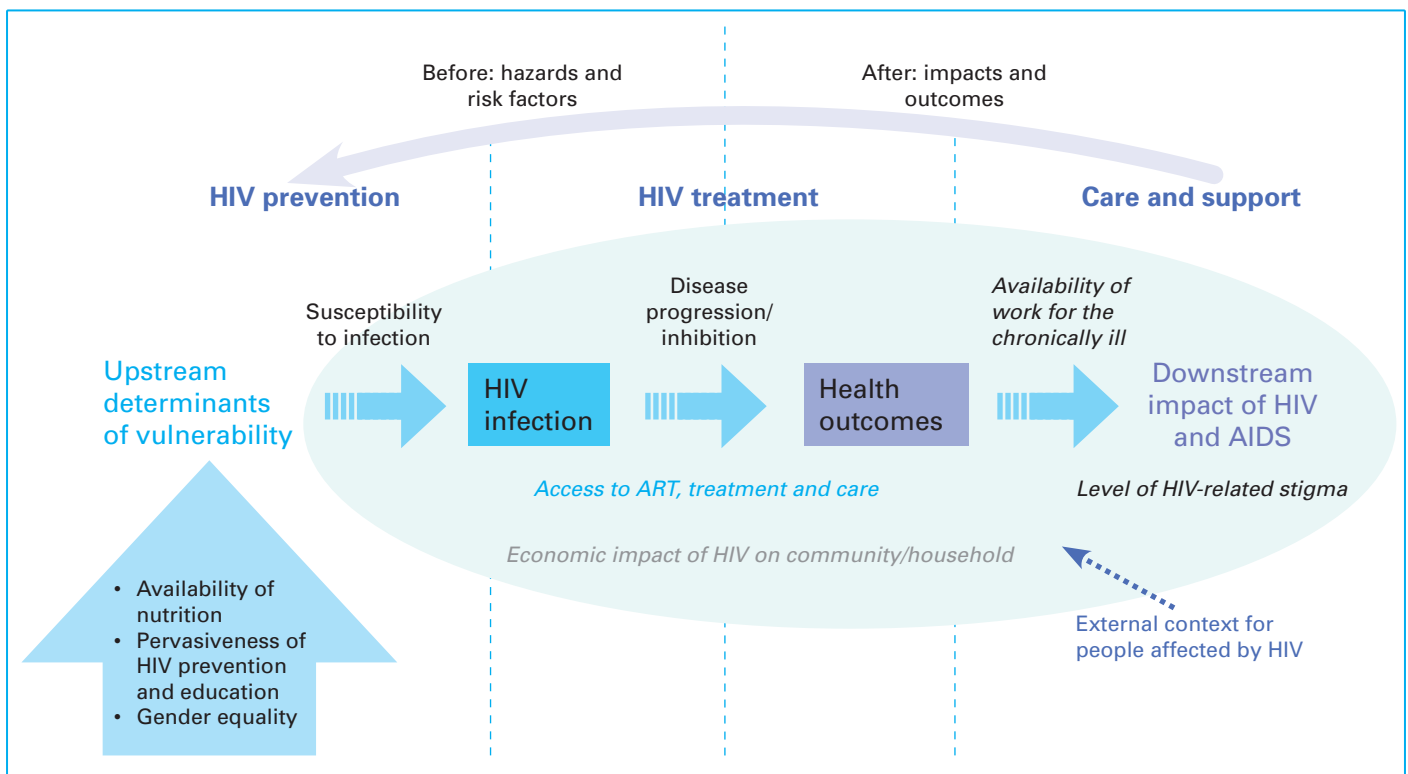 Before: hazards and
risk factors
After: impacts and
outcomes
HIV prevention
HIV treatment
Care and support
Susceptibility
to infection
Disease
progression/
inhibition
Availability of
work for the
chronically ill
Upstream
determinants
of vulnerability
HIV
infection
Health
outcomes
Downstream
impact of HIV
and AIDS
Access to ART, treatment and care
Level of HIV-related stigma
Economic impact of HIV on community/household
External context for
people affected by HIV
• Availability of
nutrition
• Pervasiveness of
HIV prevention
and education
• Gender equality